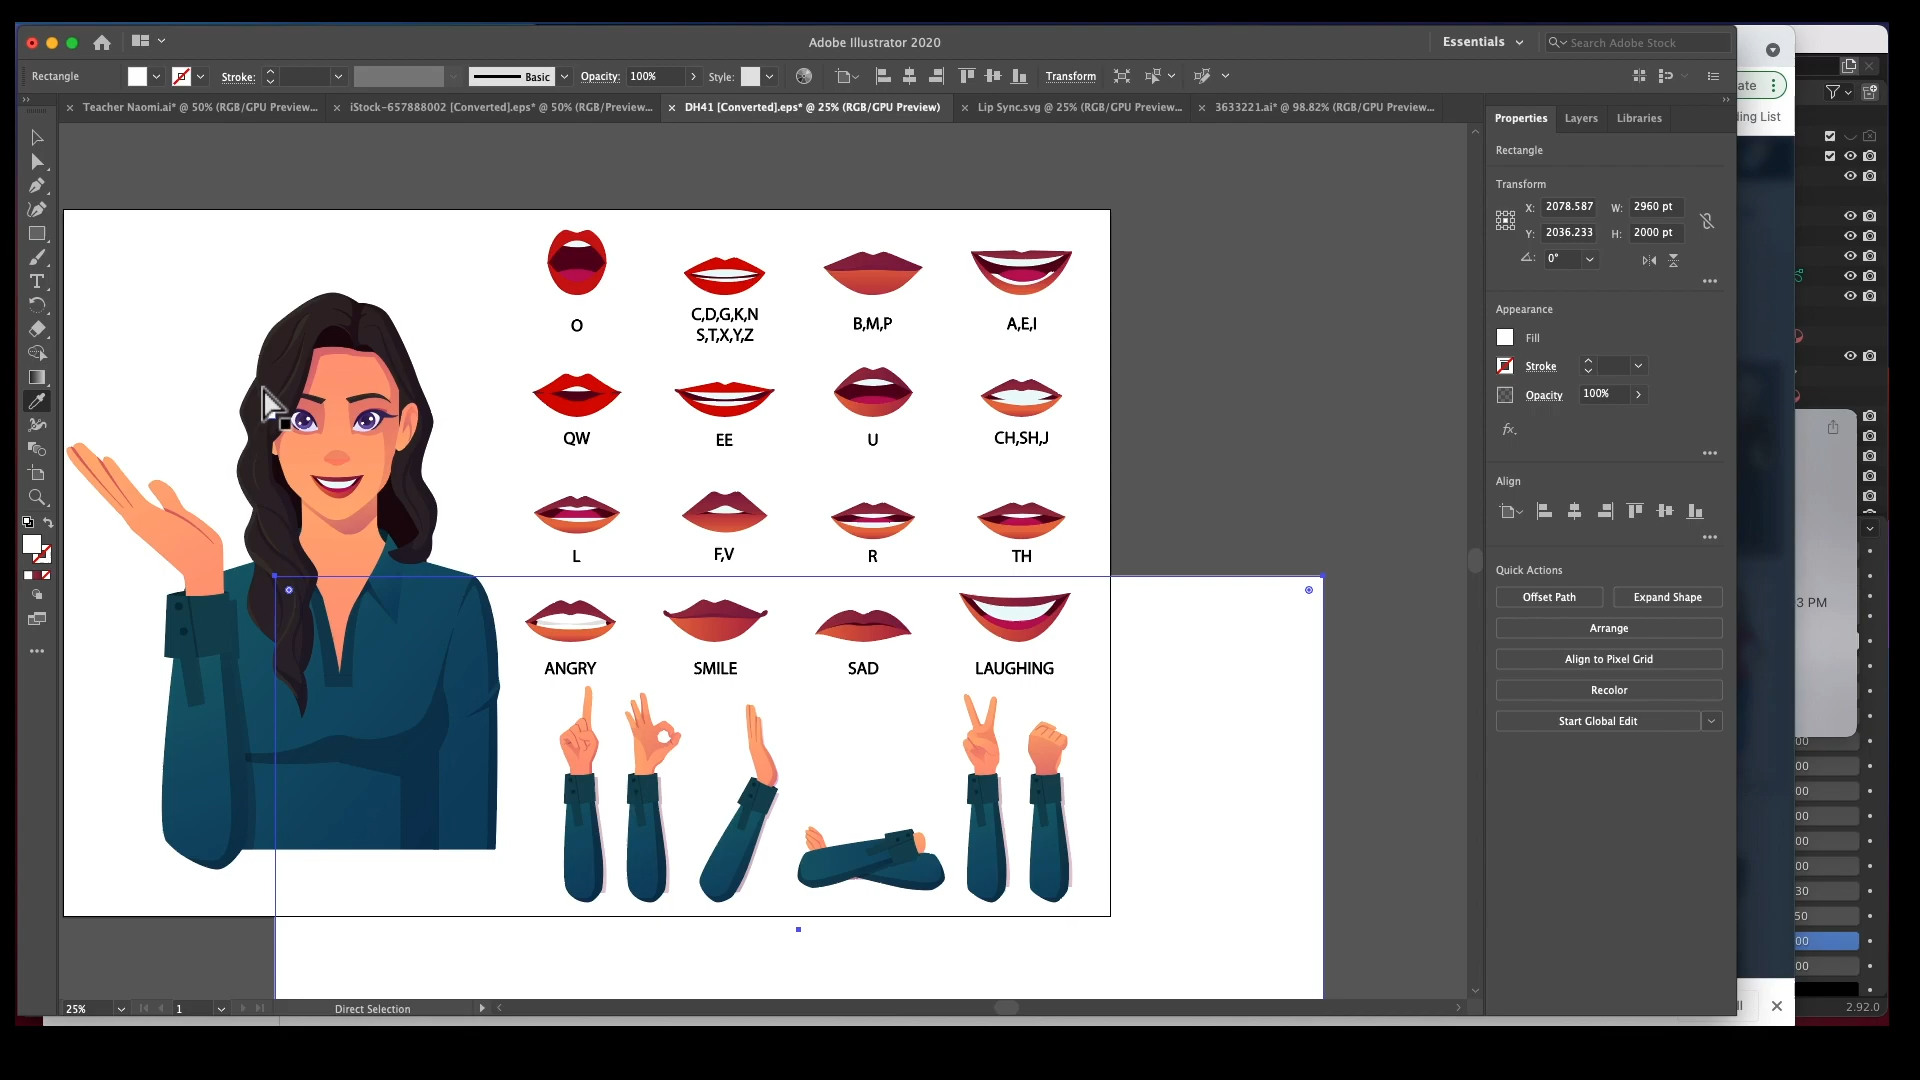 Adobe Illustrator 2020
Essentials
Search Adobe Stock
Rectangle
Stroke:
Basic
Opacity:
100%
Style:
Transform
Teacher Naomi.ai* @ 50% (RGB/GPU Preview...
iStock-657888002 [Converted].eps* @ 50% (RGB/Preview...
DH41 [Converted].eps* @ 25% (RGB/GPU Preview)
Lip Sync.svg @ 25% (RGB/GPU Preview...
3633221.ai* @ 98.82% (RGB/GPU Preview...
Properties
Layers
Libraries
Rectangle
Transform
X: 2078.587
W: 2960 pt
Y: 2036.233
H: 2000 pt
0°
Appearance
Fill
Stroke
Opacity
100%
fx.
Align
Quick Actions
Offset Path
Expand Shape
Arrange
Align to Pixel Grid
Recolor
Start Global Edit
O
C,D,G,K,N
S,T,X,Y,Z
B,M,P
A,E,I
QW
EE
U
CH,SH,J
L
F,V
R
TH
ANGRY
SMILE
SAD
LAUGHING
25%
1
Direct Selection
ate
ling List
3 PM
00
00
00
00
00
00
30
50
00
00
2.92.0